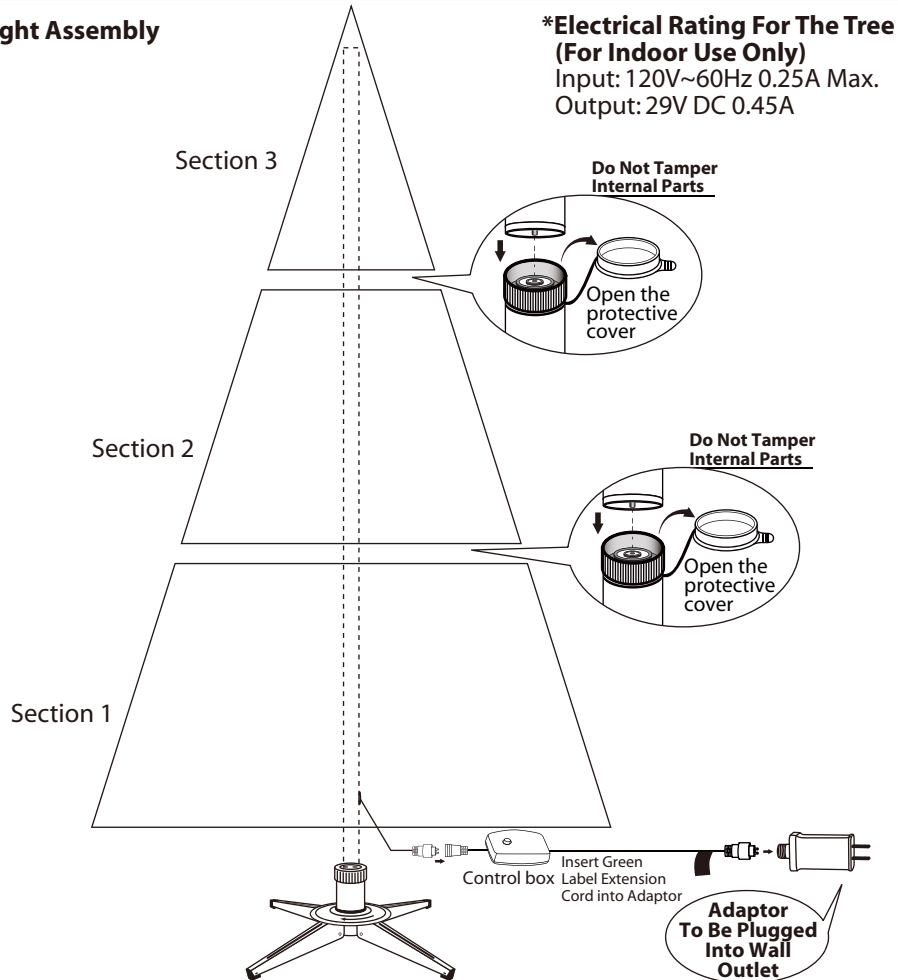 ght Assembly
*Electrical Rating For The Tree
(For Indoor Use Only)
Input: 120V~60Hz 0.25A Max.
Output: 29V DC 0.45A
Section 3
Do Not Tamper
Internal Parts
Open the
protective
cover
Section 2
Do Not Tamper
Internal Parts
Open the
protective
cover
Section 1
Control box
Insert Green
Label Extension
Cord into Adaptor
Adaptor
To Be Plugged
Into Wall
Outlet